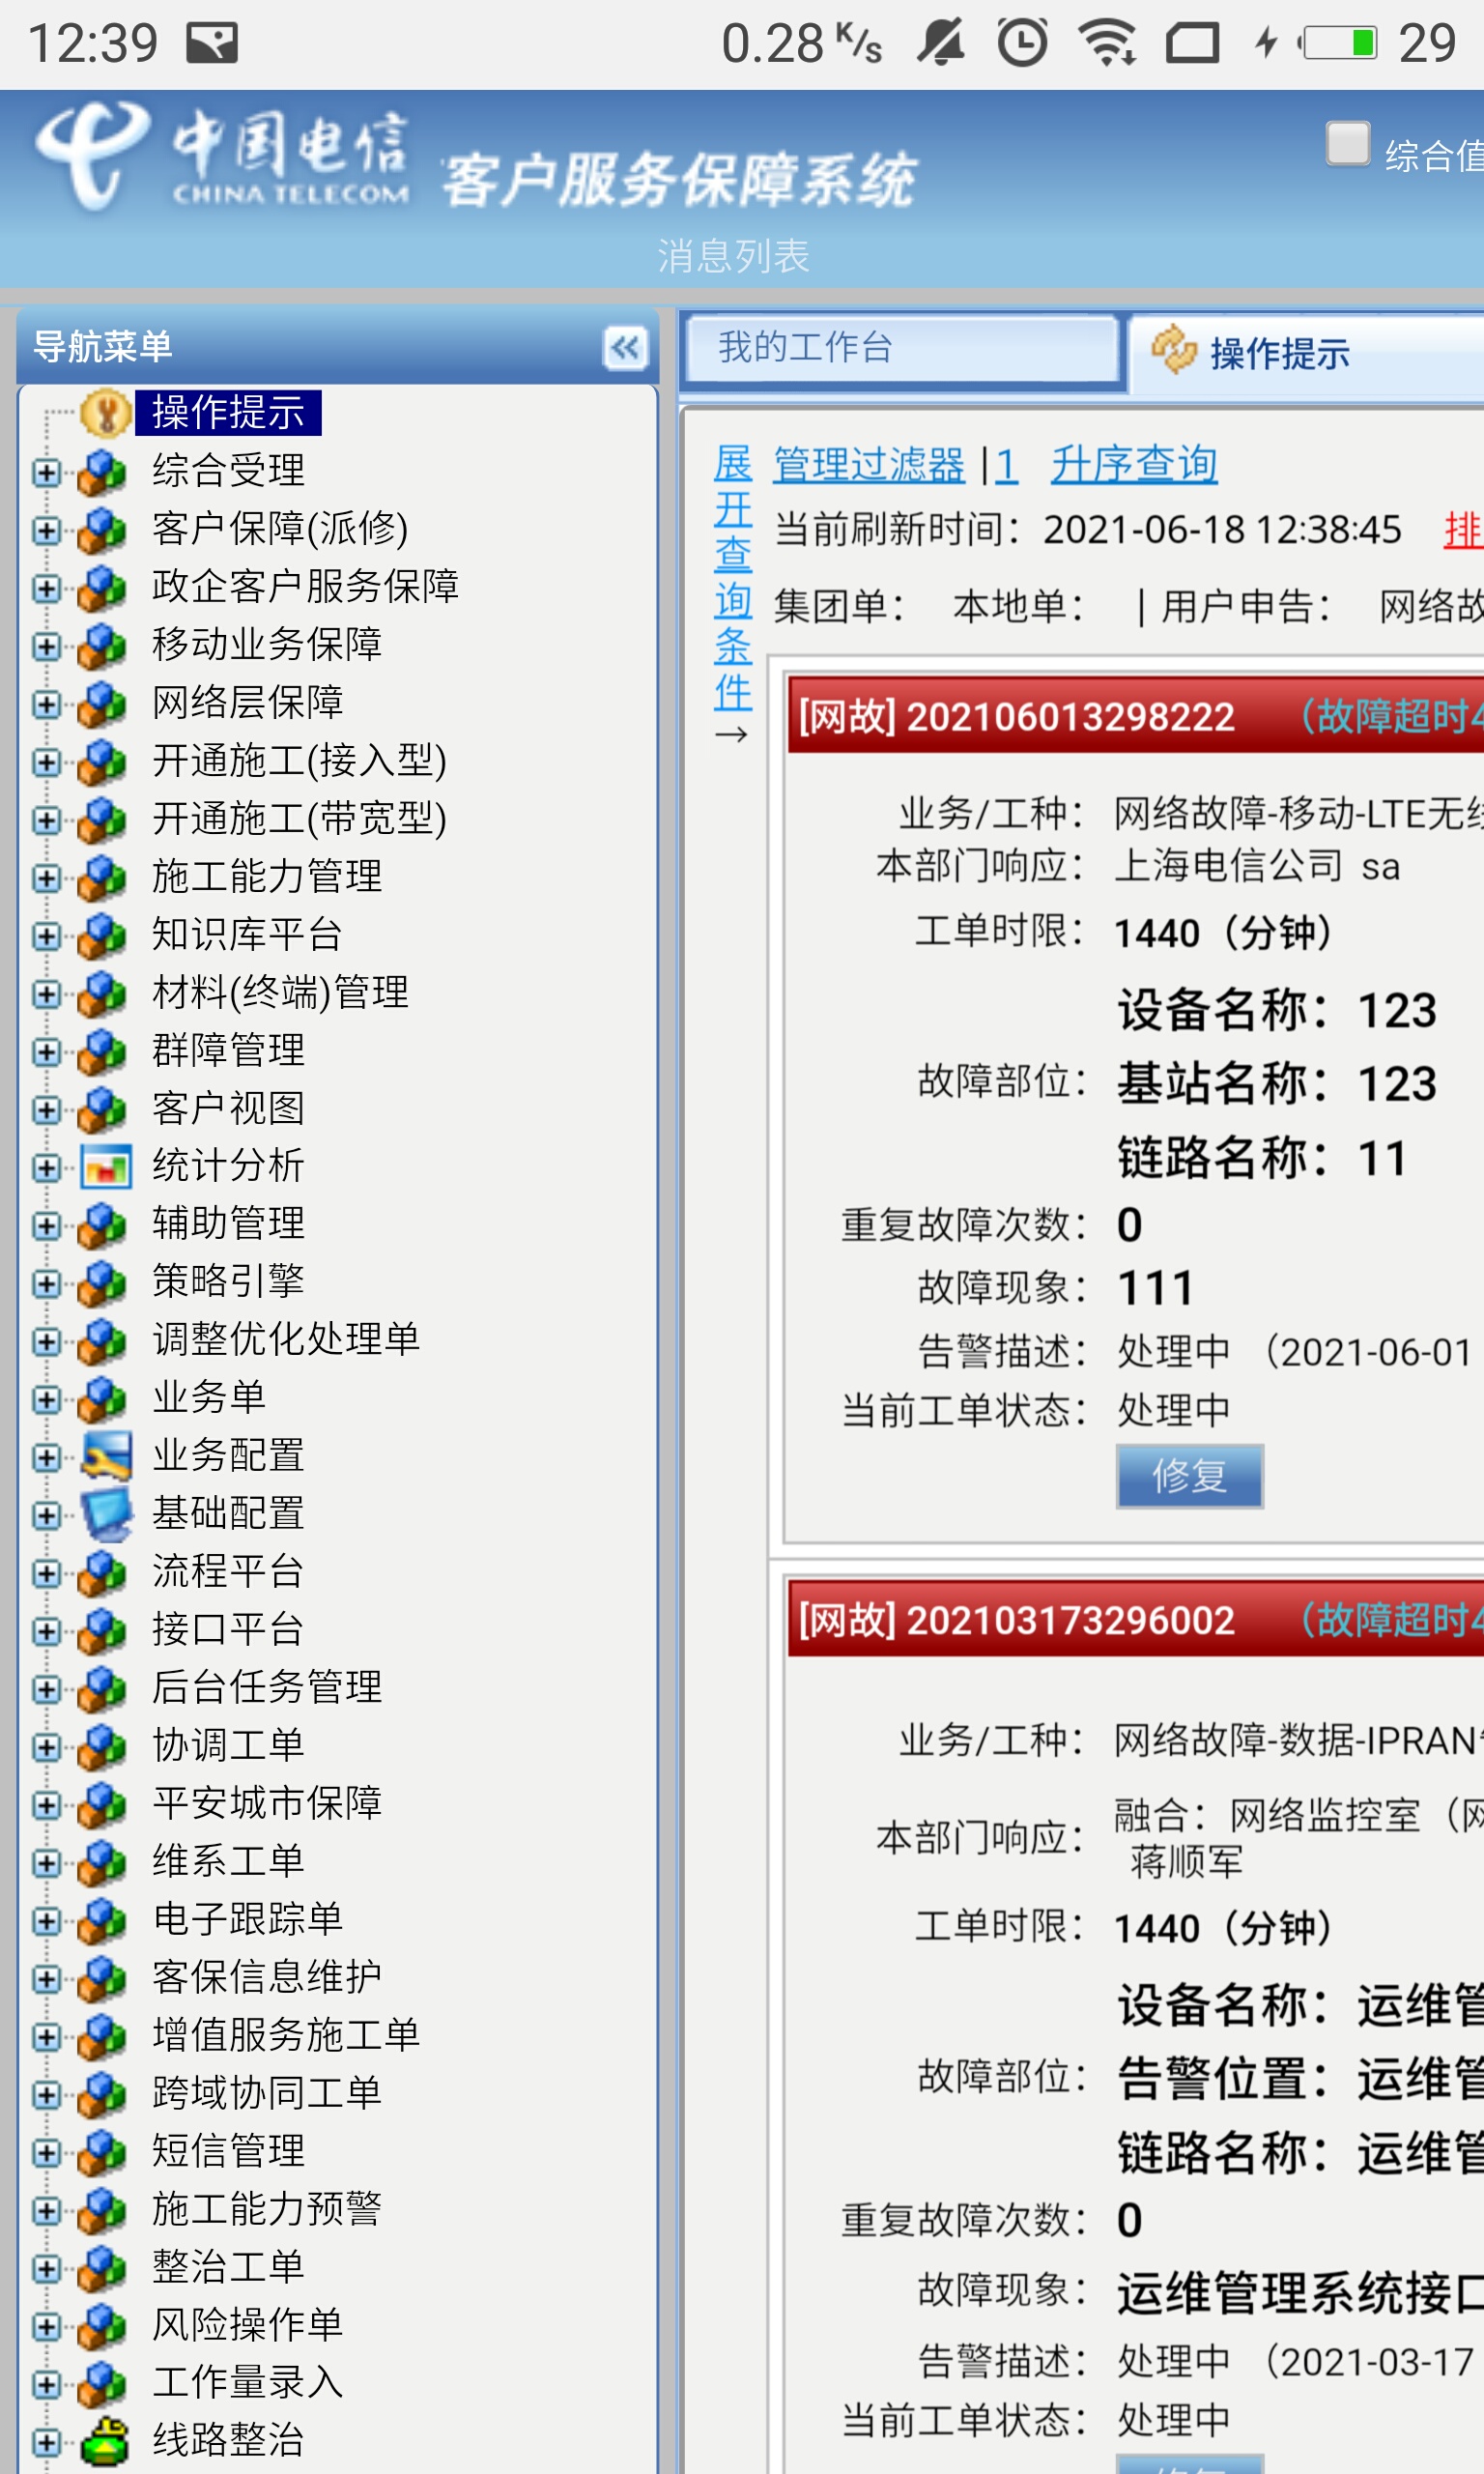 12:39
0.28 K/s
29
中国电信
CHINA TELECOM
客户服务保障系统
综合值
消息列表
导航菜单
操作提示
综合受理
客户保障(派修)
政企客户服务保障
移动业务保障
网络层保障
开通施工(接入型)
开通施工(带宽型)
施工能力管理
知识库平台
材料(终端)管理
群障管理
客户视图
统计分析
辅助管理
策略引擎
调整优化处理单
业务单
业务配置
基础配置
流程平台
接口平台
后台任务管理
协调工单
平安城市保障
维系工单
电子跟踪单
客保信息维护
增值服务施工单
跨域协同工单
短信管理
施工能力预警
整治工单
风险操作单
工作量录入
线路整治
我的工作台
操作提示
展开查询条件→
管理过滤器 |1 升序查询
当前刷新时间：2021-06-18 12:38:45 排
集团单： 本地单： | 用户申告： 网络故
[网故] 202106013298222 （故障超时4
业务/工种： 网络故障-移动-LTE无线
本部门响应： 上海电信公司 sa
工单时限： 1440（分钟）
设备名称：123
故障部位： 基站名称：123
链路名称：11
重复故障次数： 0
故障现象： 111
告警描述： 处理中 （2021-06-01
当前工单状态： 处理中
修复
[网故] 202103173296002 （故障超时4
业务/工种： 网络故障-数据-IPRAN
本部门响应： 融合：网络监控室（网
蒋顺军
工单时限： 1440（分钟）
设备名称：运维管
故障部位： 告警位置：运维管
链路名称：运维管
重复故障次数： 0
故障现象： 运维管理系统接口
告警描述： 处理中 （2021-03-17
当前工单状态： 处理中